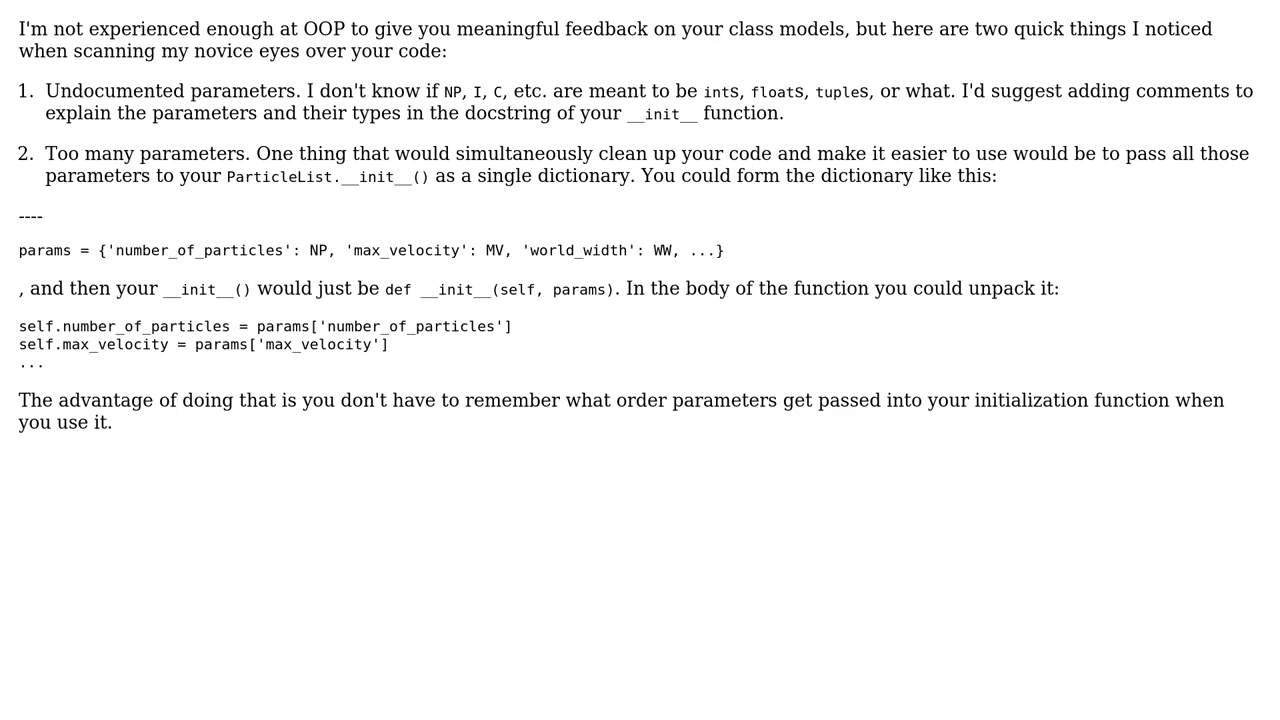 I'm not experienced enough at OOP to give you meaningful feedback on your class models, but here are two quick things I noticed
when scanning my novice eyes over your code:
1. Undocumented parameters. I don't know if NP, I, C, etc. are meant to be ints, floats, tuples, or what. I'd suggest adding comments to
explain the parameters and their types in the docstring of your __init__ function.
2. Too many parameters. One thing that would simultaneously clean up your code and make it easier to use would be to pass all those
parameters to your ParticleList.__init__() as a single dictionary. You could form the dictionary like this:
----
params = {'number_of_particles': NP, 'max_velocity': MV, 'world_width': WW, ...}
, and then your __init__() would just be def __init__(self, params). In the body of the function you could unpack it:
self.number_of_particles = params['number_of_particles']
self.max_velocity = params['max_velocity']
...
The advantage of doing that is you don't have to remember what order parameters get passed into your initialization function when
you use it.